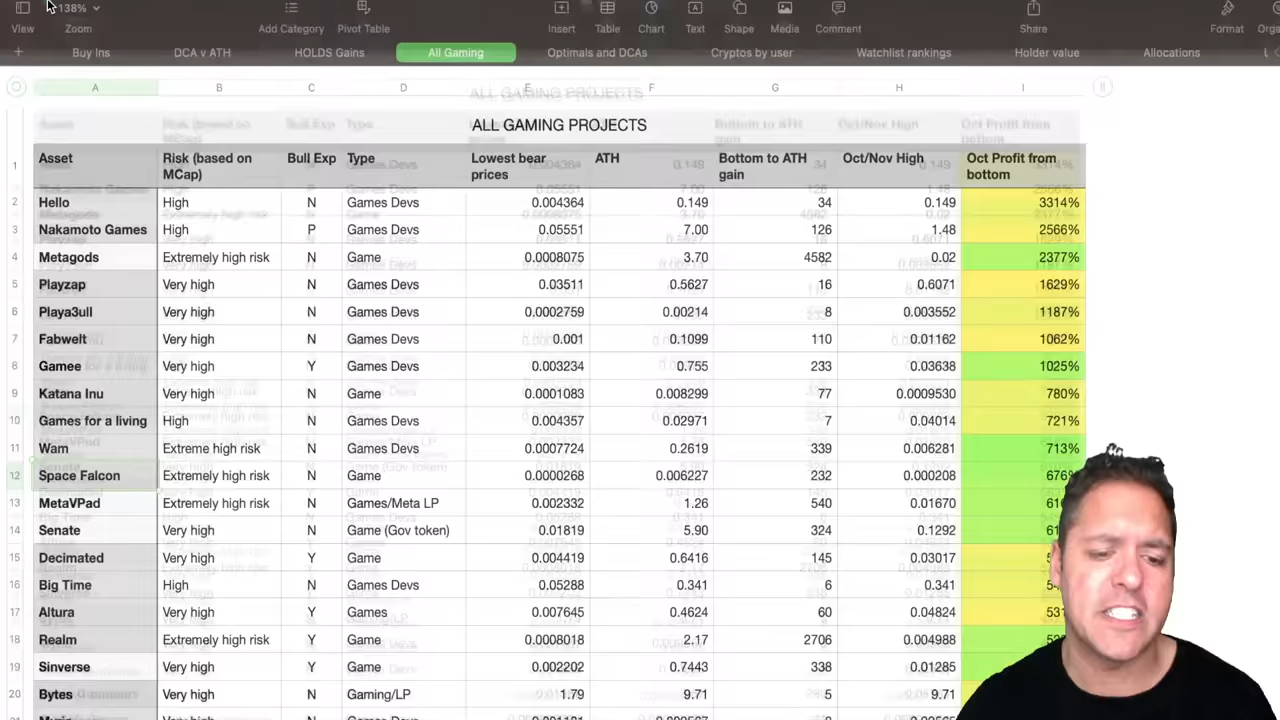 138%
View Zoom Add Category Pivot Table Insert Table Chart Text Shape Media Comment Share Format
+ Buy Ins DCA v ATH HOLDS Gains All Gaming Optimals and DCAs Cryptos by user Watchlist rankings Holder value Allocations
A B C D E F G H I
ALL GAMING PROJECTS
1 Asset Risk (based on MCap) Bull Exp Type Lowest bear prices ATH Bottom to ATH gain Oct/Nov High Oct Profit from bottom
2 Hello High N Games Devs 0.004364 0.149 34 0.149 3314%
3 Nakamoto Games High P Games Devs 0.05551 7.00 126 1.48 2566%
4 Metagods Extremely high risk N Game 0.0008075 3.70 4582 0.02 2377%
5 Playzap Very high N Games Devs 0.03511 0.5627 16 0.6071 1629%
6 Playa3ull Very high N Games Devs 0.0002759 0.00214 8 0.003552 1187%
7 Fabwelt Very high N Games Devs 0.001 0.1099 110 0.01162 1062%
8 Gamee Very high Y Games Devs 0.003234 0.755 233 0.03638 1025%
9 Katana Inu Very high N Game 0.0001083 0.008299 77 0.0009530 780%
10 Games for a living High N Games Devs 0.004357 0.02971 7 0.04014 721%
11 Wam Extreme high risk N Games Devs 0.0007724 0.2619 339 0.006281 713%
12 Space Falcon Extremely high risk N Game 0.0000268 0.006227 232 0.000208 676%
13 MetaVPad Extremely high risk N Games/Meta LP 0.002332 1.26 540 0.01670
14 Senate Very high N Game (Gov token) 0.01819 5.90 324 0.1292
15 Decimated Very high Y Game 0.004419 0.6416 145 0.03017
16 Big Time High N Games Devs 0.05288 0.341 6 0.341
17 Altura Very high Y Games 0.007645 0.4624 60 0.04824
18 Realm Extremely high risk Y Game 0.0008018 2.17 2706 0.004988
19 Sinverse Very high Y Game 0.002202 0.7443 338 0.01285
20 Bytes Very high N Gaming/LP 1.79 9.71 5 9.71